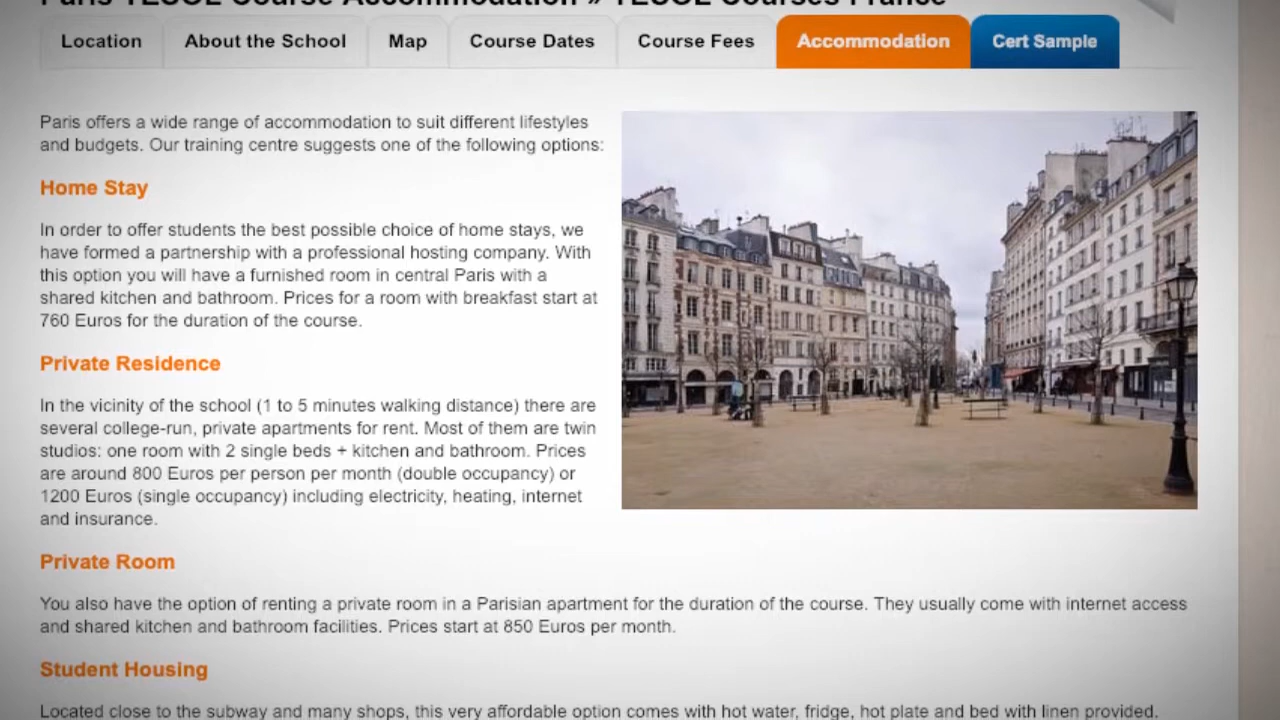 Paris TESOL Course Accommodation » TESOL Courses France
Location
About the School
Map
Course Dates
Course Fees
Accommodation
Cert Sample
Paris offers a wide range of accommodation to suit different lifestyles
and budgets. Our training centre suggests one of the following options:
Home Stay
In order to offer students the best possible choice of home stays, we
have formed a partnership with a professional hosting company. With
this option you will have a furnished room in central Paris with a
shared kitchen and bathroom. Prices for a room with breakfast start at
760 Euros for the duration of the course.
Private Residence
In the vicinity of the school (1 to 5 minutes walking distance) there are
several college-run, private apartments for rent. Most of them are twin
studios: one room with 2 single beds + kitchen and bathroom. Prices
are around 800 Euros per person per month (double occupancy) or
1200 Euros (single occupancy) including electricity, heating, internet
and insurance.
Private Room
You also have the option of renting a private room in a Parisian apartment for the duration of the course. They usually come with internet access
and shared kitchen and bathroom facilities. Prices start at 850 Euros per month.
Student Housing
Located close to the subway and many shops, this very affordable option comes with hot water, fridge, hot plate and bed with linen provided.